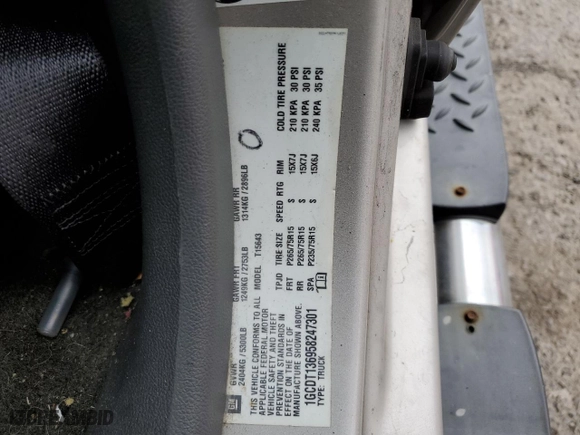 GM
GVWR GAWR FRT GAWR RR
2404KG / 5300LB 1249KG / 2753LB 1314KG / 2896LB
THIS VEHICLE CONFORMS TO ALL
APPLICABLE FEDERAL MOTOR
VEHICLE SAFETY AND THEFT
PREVENTION STANDARDS IN
EFFECT ON THE DATE OF
MANUFACTURE SHOWN ABOVE.
1GCDT136958247301
TYPE: TRUCK
MODEL T15643
TPJD TIRE SIZE SPEED RTG RIM COLD TIRE PRESSURE
FRT P265/75R15 S 15X7J 210 KPA 30 PSI
RR P265/75R15 S 15X7J 210 KPA 30 PSI
SPA P235/75R15 S 15X6J 240 KPA 35 PSI